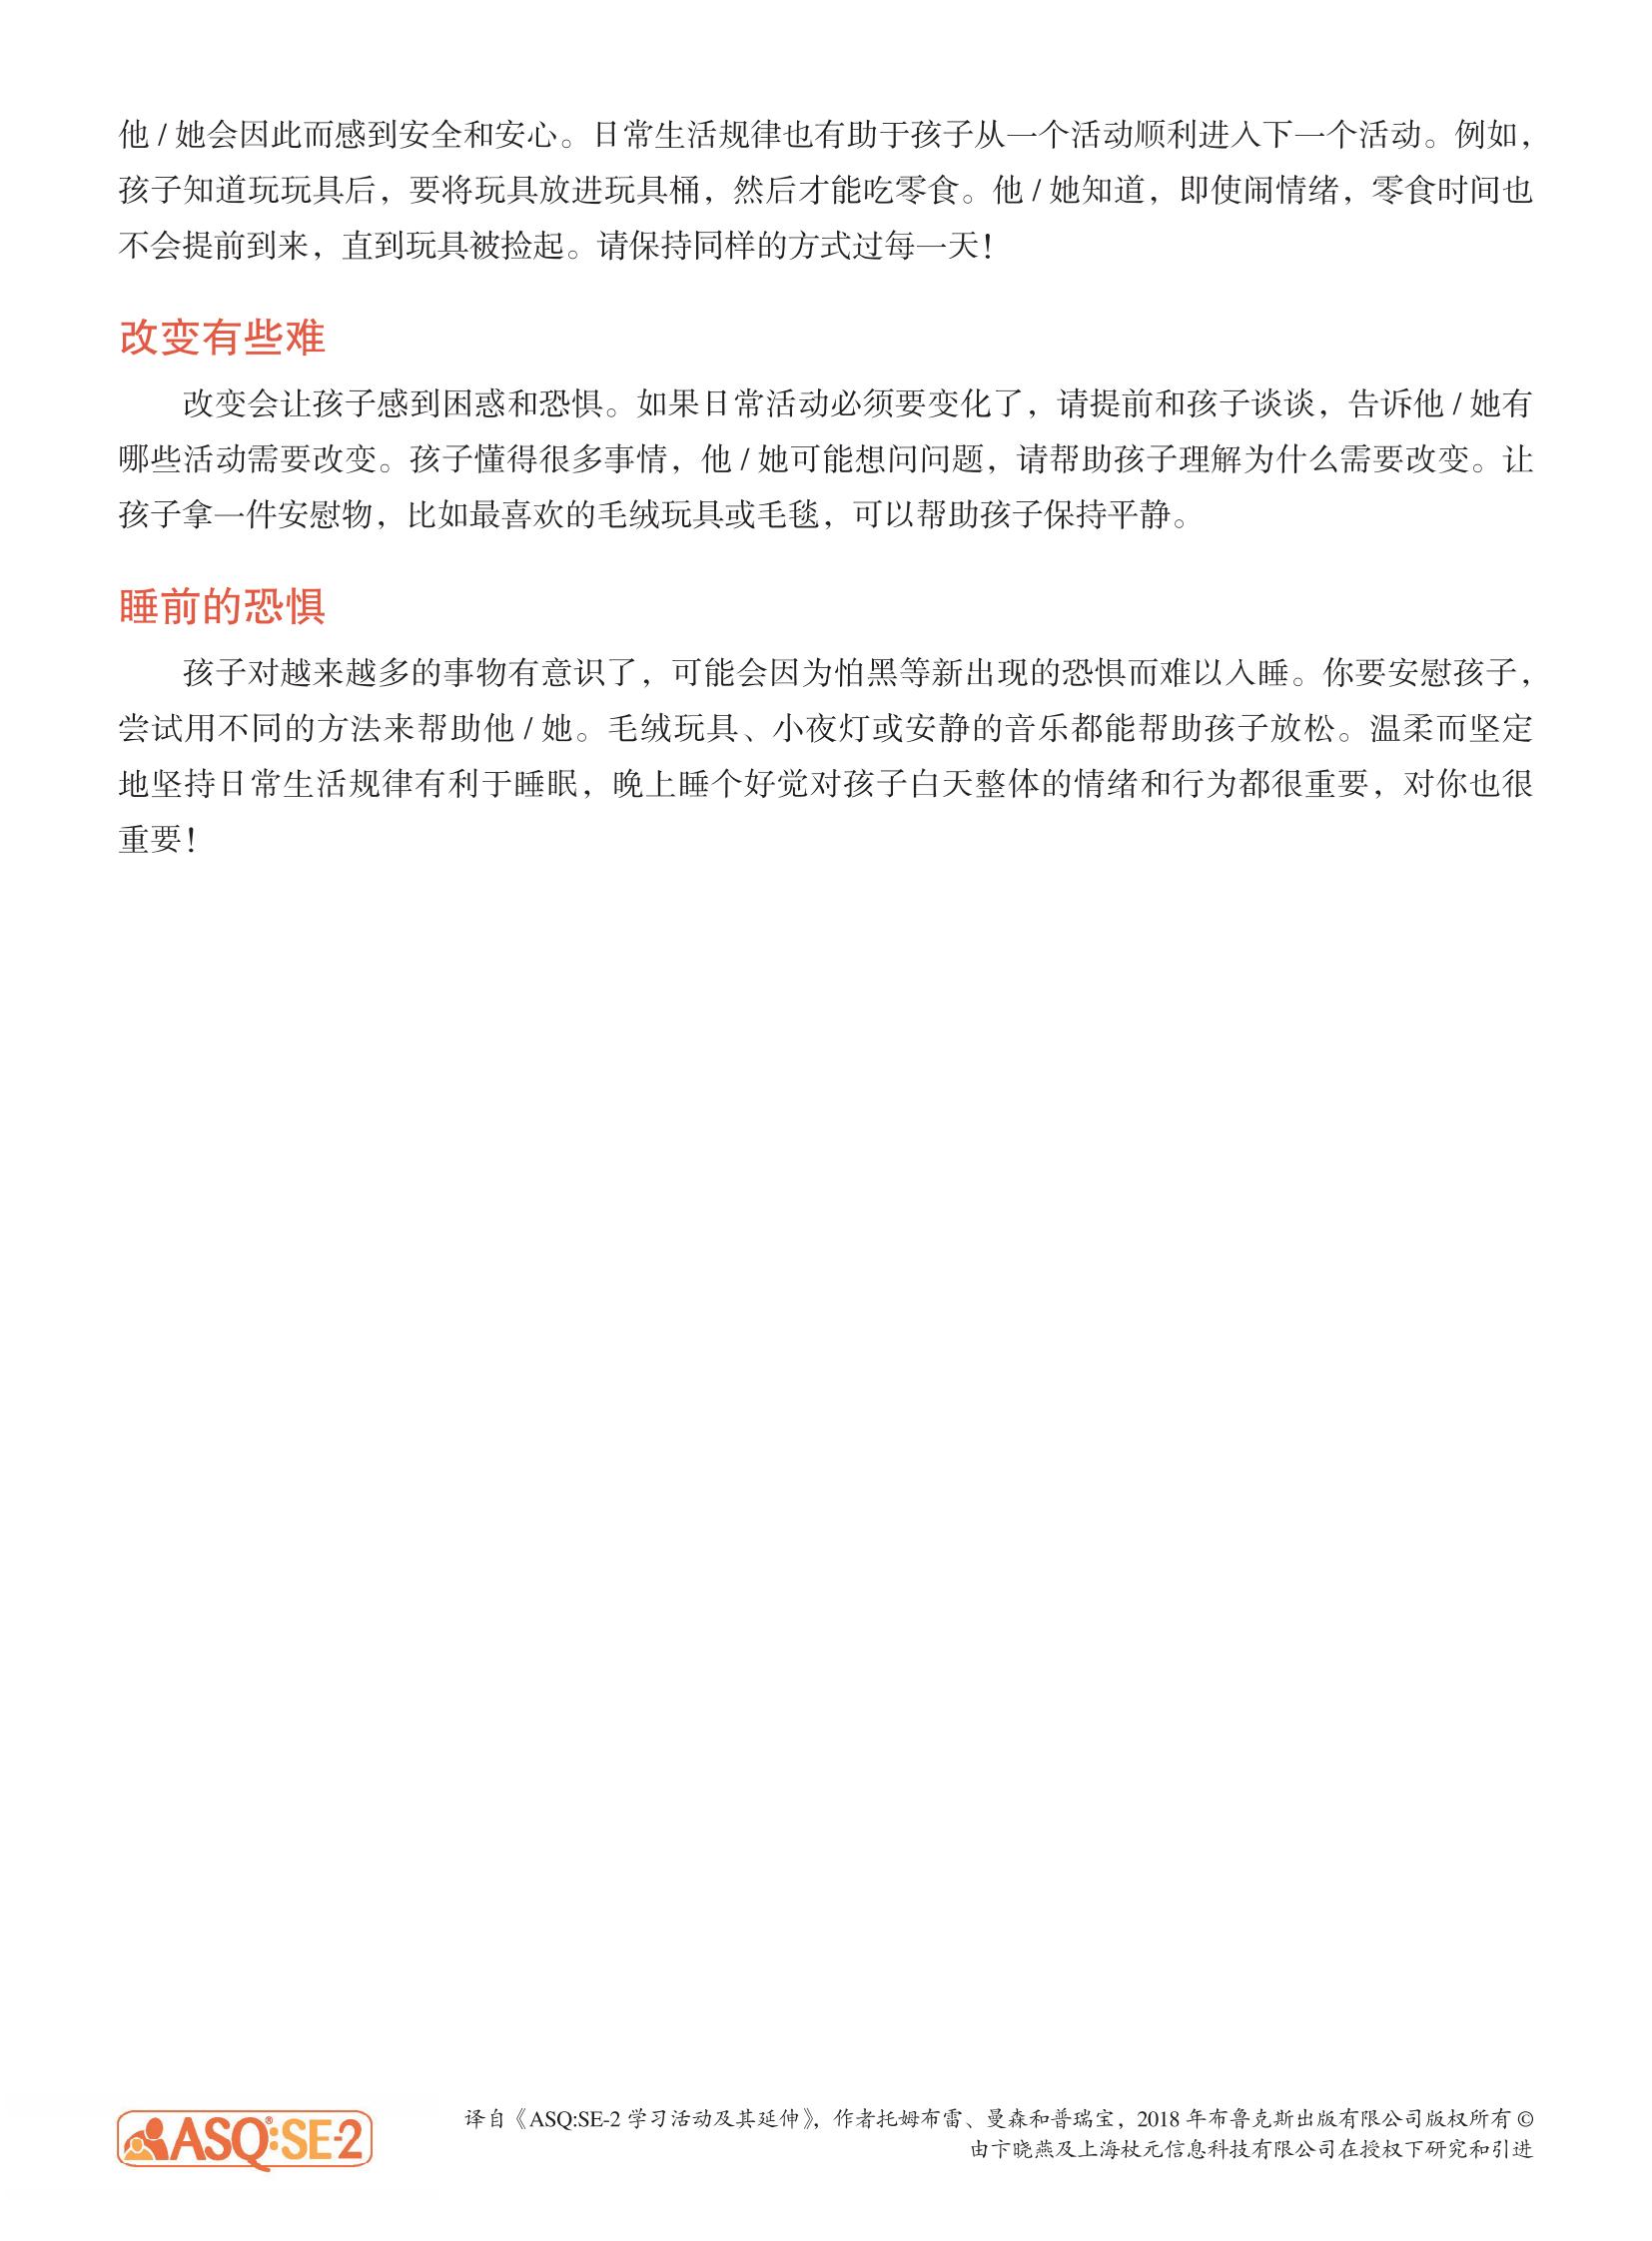 他 / 她会因此而感到安全和安心。日常生活规律也有助于孩子从一个活动顺利进入下一个活动。例如，
孩子知道玩玩具后，要将玩具放进玩具桶，然后才能吃零食。他 / 她知道，即使闹情绪，零食时间也
不会提前到来，直到玩具被捡起。请保持同样的方式过每一天！
改变有些难
改变会让孩子感到困惑和恐惧。如果日常活动必须要变化了，请提前和孩子谈谈，告诉他 / 她有
哪些活动需要改变。孩子懂得很多事情，他 / 她可能想问问题，请帮助孩子理解为什么需要改变。让
孩子拿一件安慰物，比如最喜欢的毛绒玩具或毛毯，可以帮助孩子保持平静。
睡前的恐惧
孩子对越来越多的事物有意识了，可能会因为怕黑等新出现的恐惧而难以入睡。你要安慰孩子，
尝试用不同的方法来帮助他 / 她。毛绒玩具、小夜灯或安静的音乐都能帮助孩子放松。温柔而坚定
地坚持日常生活规律有利于睡眠，晚上睡个好觉对孩子白天整体的情绪和行为都很重要，对你也很
重要！
ASQ®:SE-2
译自《ASQ:SE-2 学习活动及其延伸》，作者托姆布雷、曼森和普瑞宝，2018 年布鲁克斯出版有限公司版权所有 ©
由卞晓燕及上海杖元信息科技有限公司在授权下研究和引进